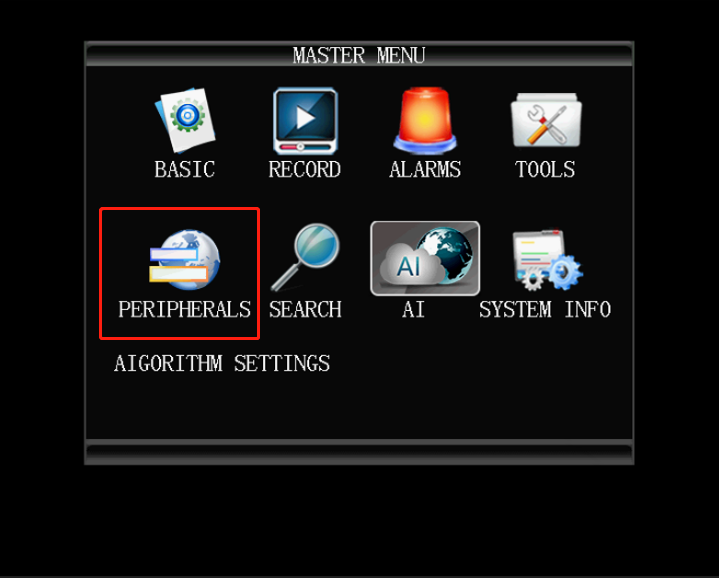 MASTER MENU
BASIC RECORD ALARMS TOOLS
AI
PERIPHERALS SEARCH AI SYSTEM INFO
AIGORITHM SETTINGS